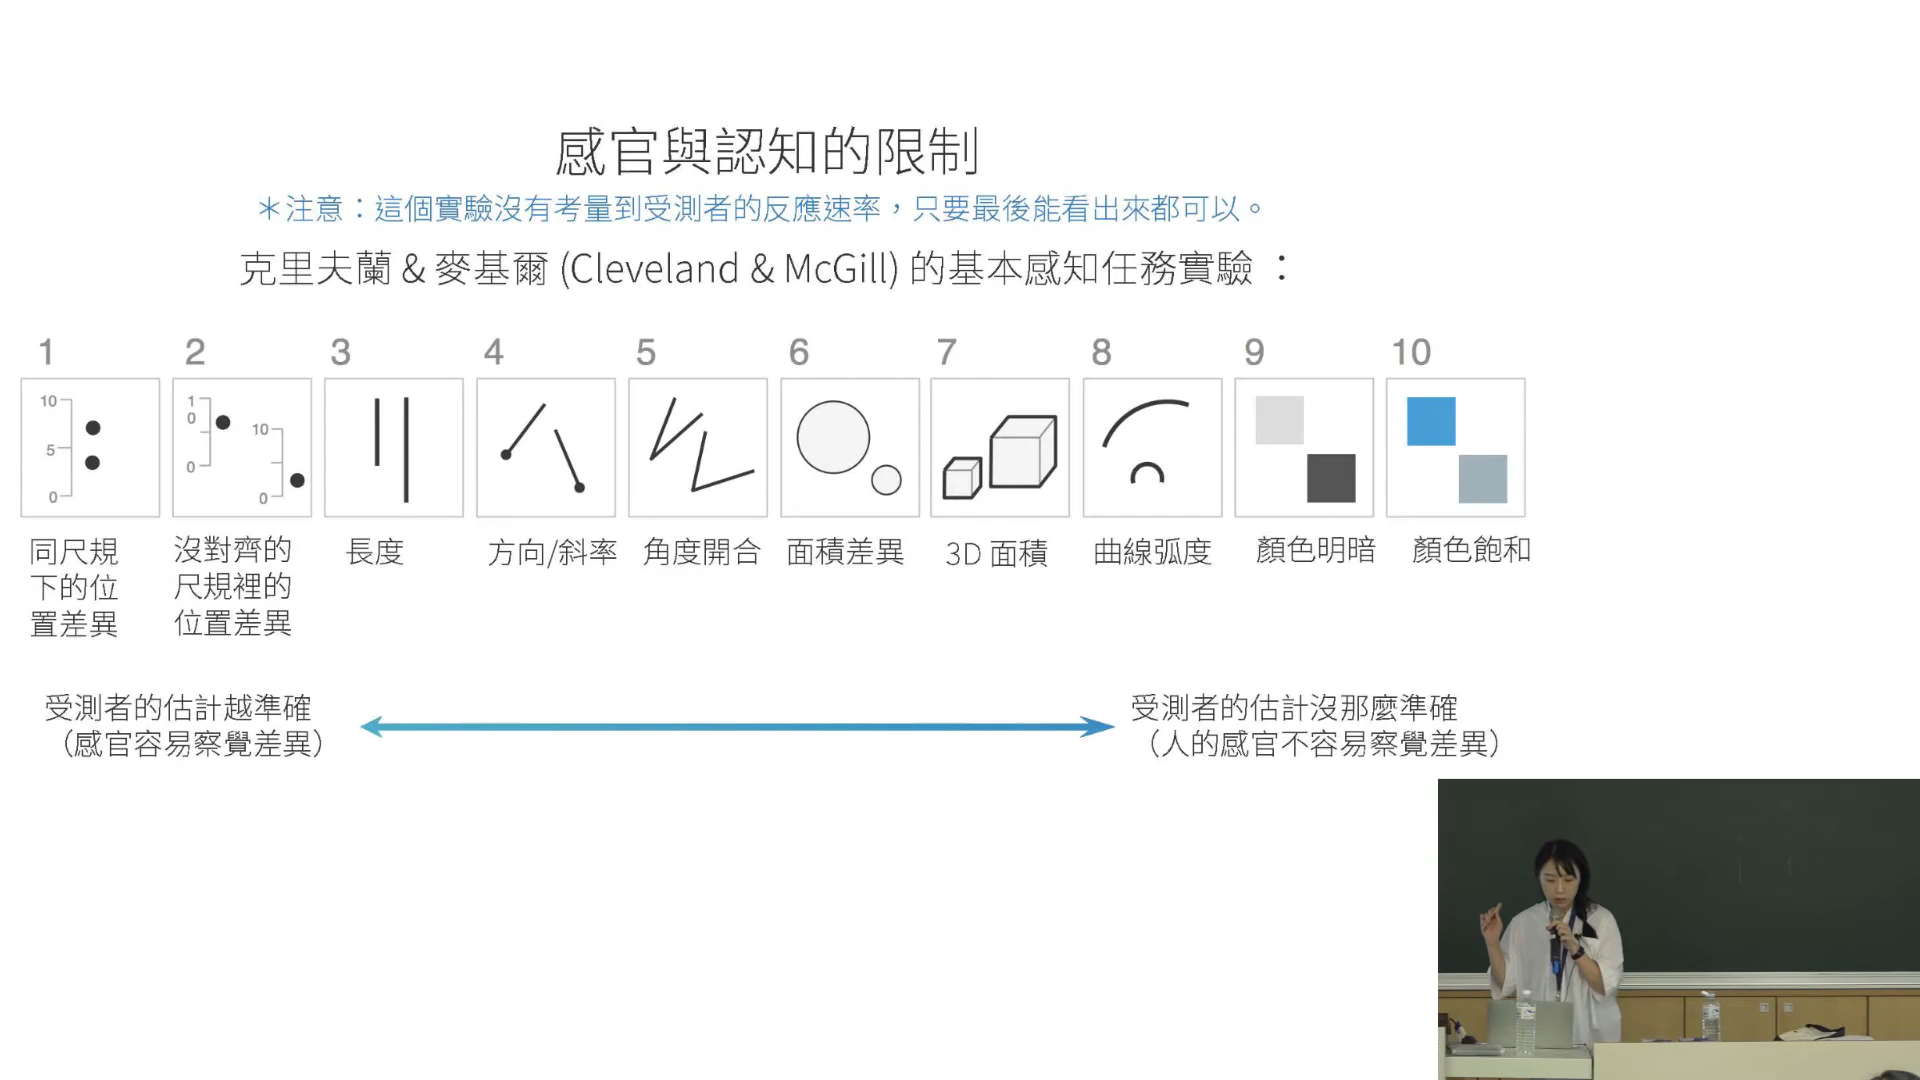 感官與認知的限制
＊注意：這個實驗沒有考量到受測者的反應速率，只要最後能看出來都可以。
克里夫蘭 & 麥基爾 (Cleveland & McGill) 的基本感知任務實驗 ：
1 2 3 4 5 6 7 8 9 10
10
5
0
1
0
0
10
0
同尺規
下的位
置差異
沒對齊的
尺規裡的
位置差異
長度
方向/斜率
角度開合
面積差異
3D 面積
曲線弧度
顏色明暗
顏色飽和
受測者的估計越準確
（感官容易察覺差異）
受測者的估計沒那麼準確
（人的感官不容易察覺差異）